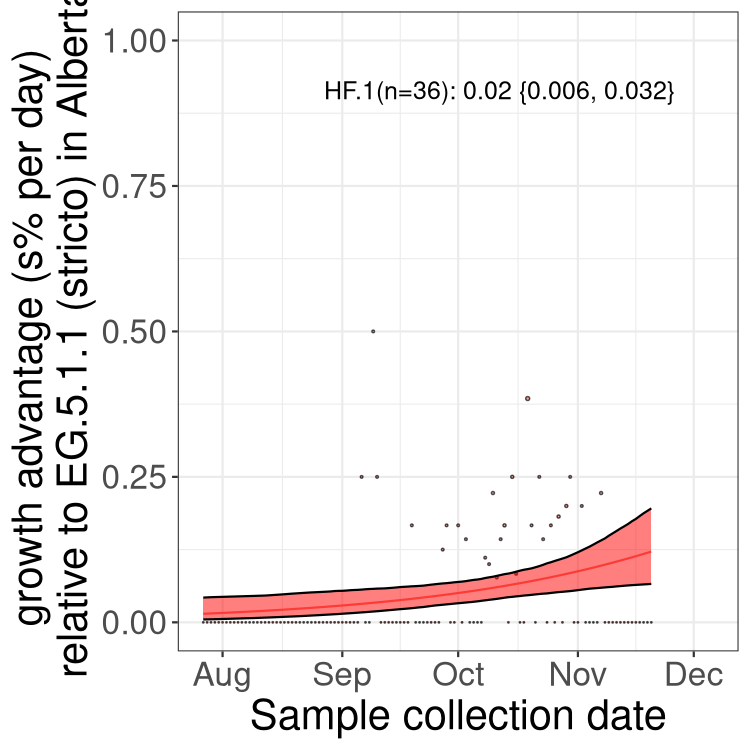 growth advantage (s% per day)
relative to EG.5.1.1 (stricto) in Alberta
1.00
0.75
0.50
0.25
0.00
HF.1(n=36): 0.02 {0.006, 0.032}
Aug Sep Oct Nov Dec
Sample collection date